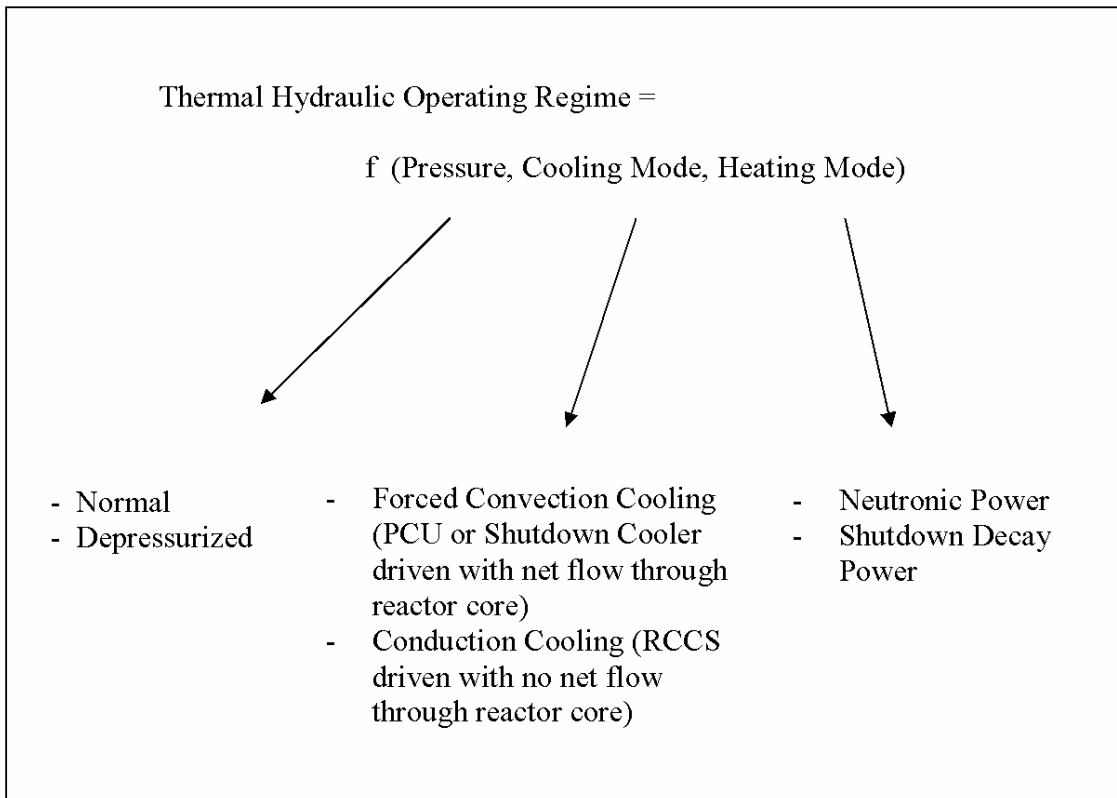 Thermal Hydraulic Operating Regime =
f (Pressure, Cooling Mode, Heating Mode)
- Normal
- Depressurized
- Forced Convection Cooling
(PCU or Shutdown Cooler
driven with net flow through
reactor core)
- Conduction Cooling (RCCS
driven with no net flow
through reactor core)
- Neutronic Power
- Shutdown Decay
Power